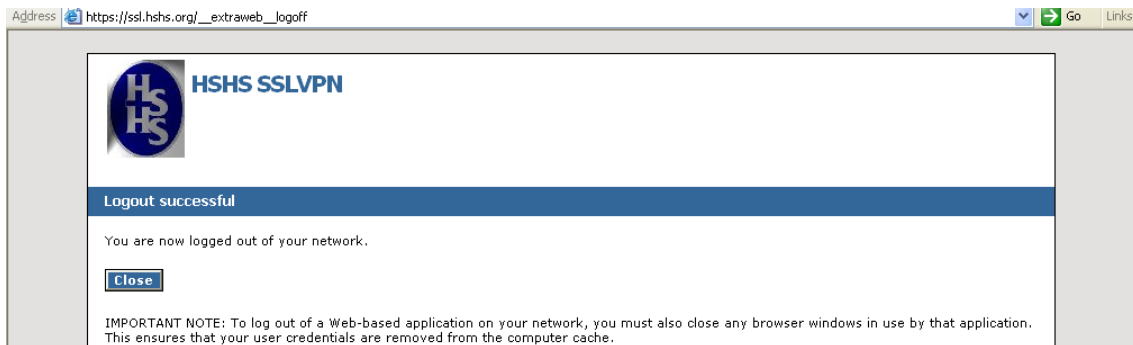 Address https://ssl.hshs.org/__extraweb__logoff Go Links
HS
HS
HSHS SSLVPN
Logout successful
You are now logged out of your network.
Close
IMPORTANT NOTE: To log out of a Web-based application on your network, you must also close any browser windows in use by that application.
This ensures that your user credentials are removed from the computer cache.